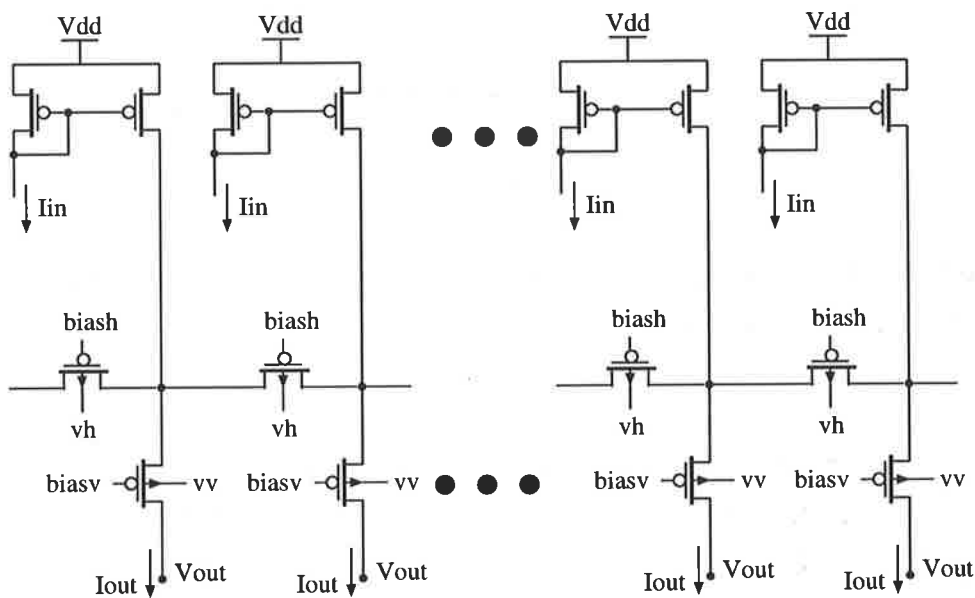 Vdd Vdd Vdd Vdd
Iin Iin Iin Iin
biash biash biash biash
vh vh vh vh
biasv vv biasv vv biasv vv biasv vv
Iout Vout Iout Vout Iout Vout Iout Vout